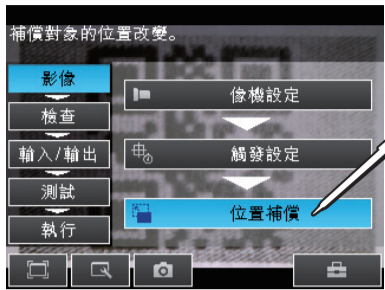 補償對象的位置改變。
影像
檢查
輸入/輸出
測試
執行
像機設定
觸發設定
位置補償